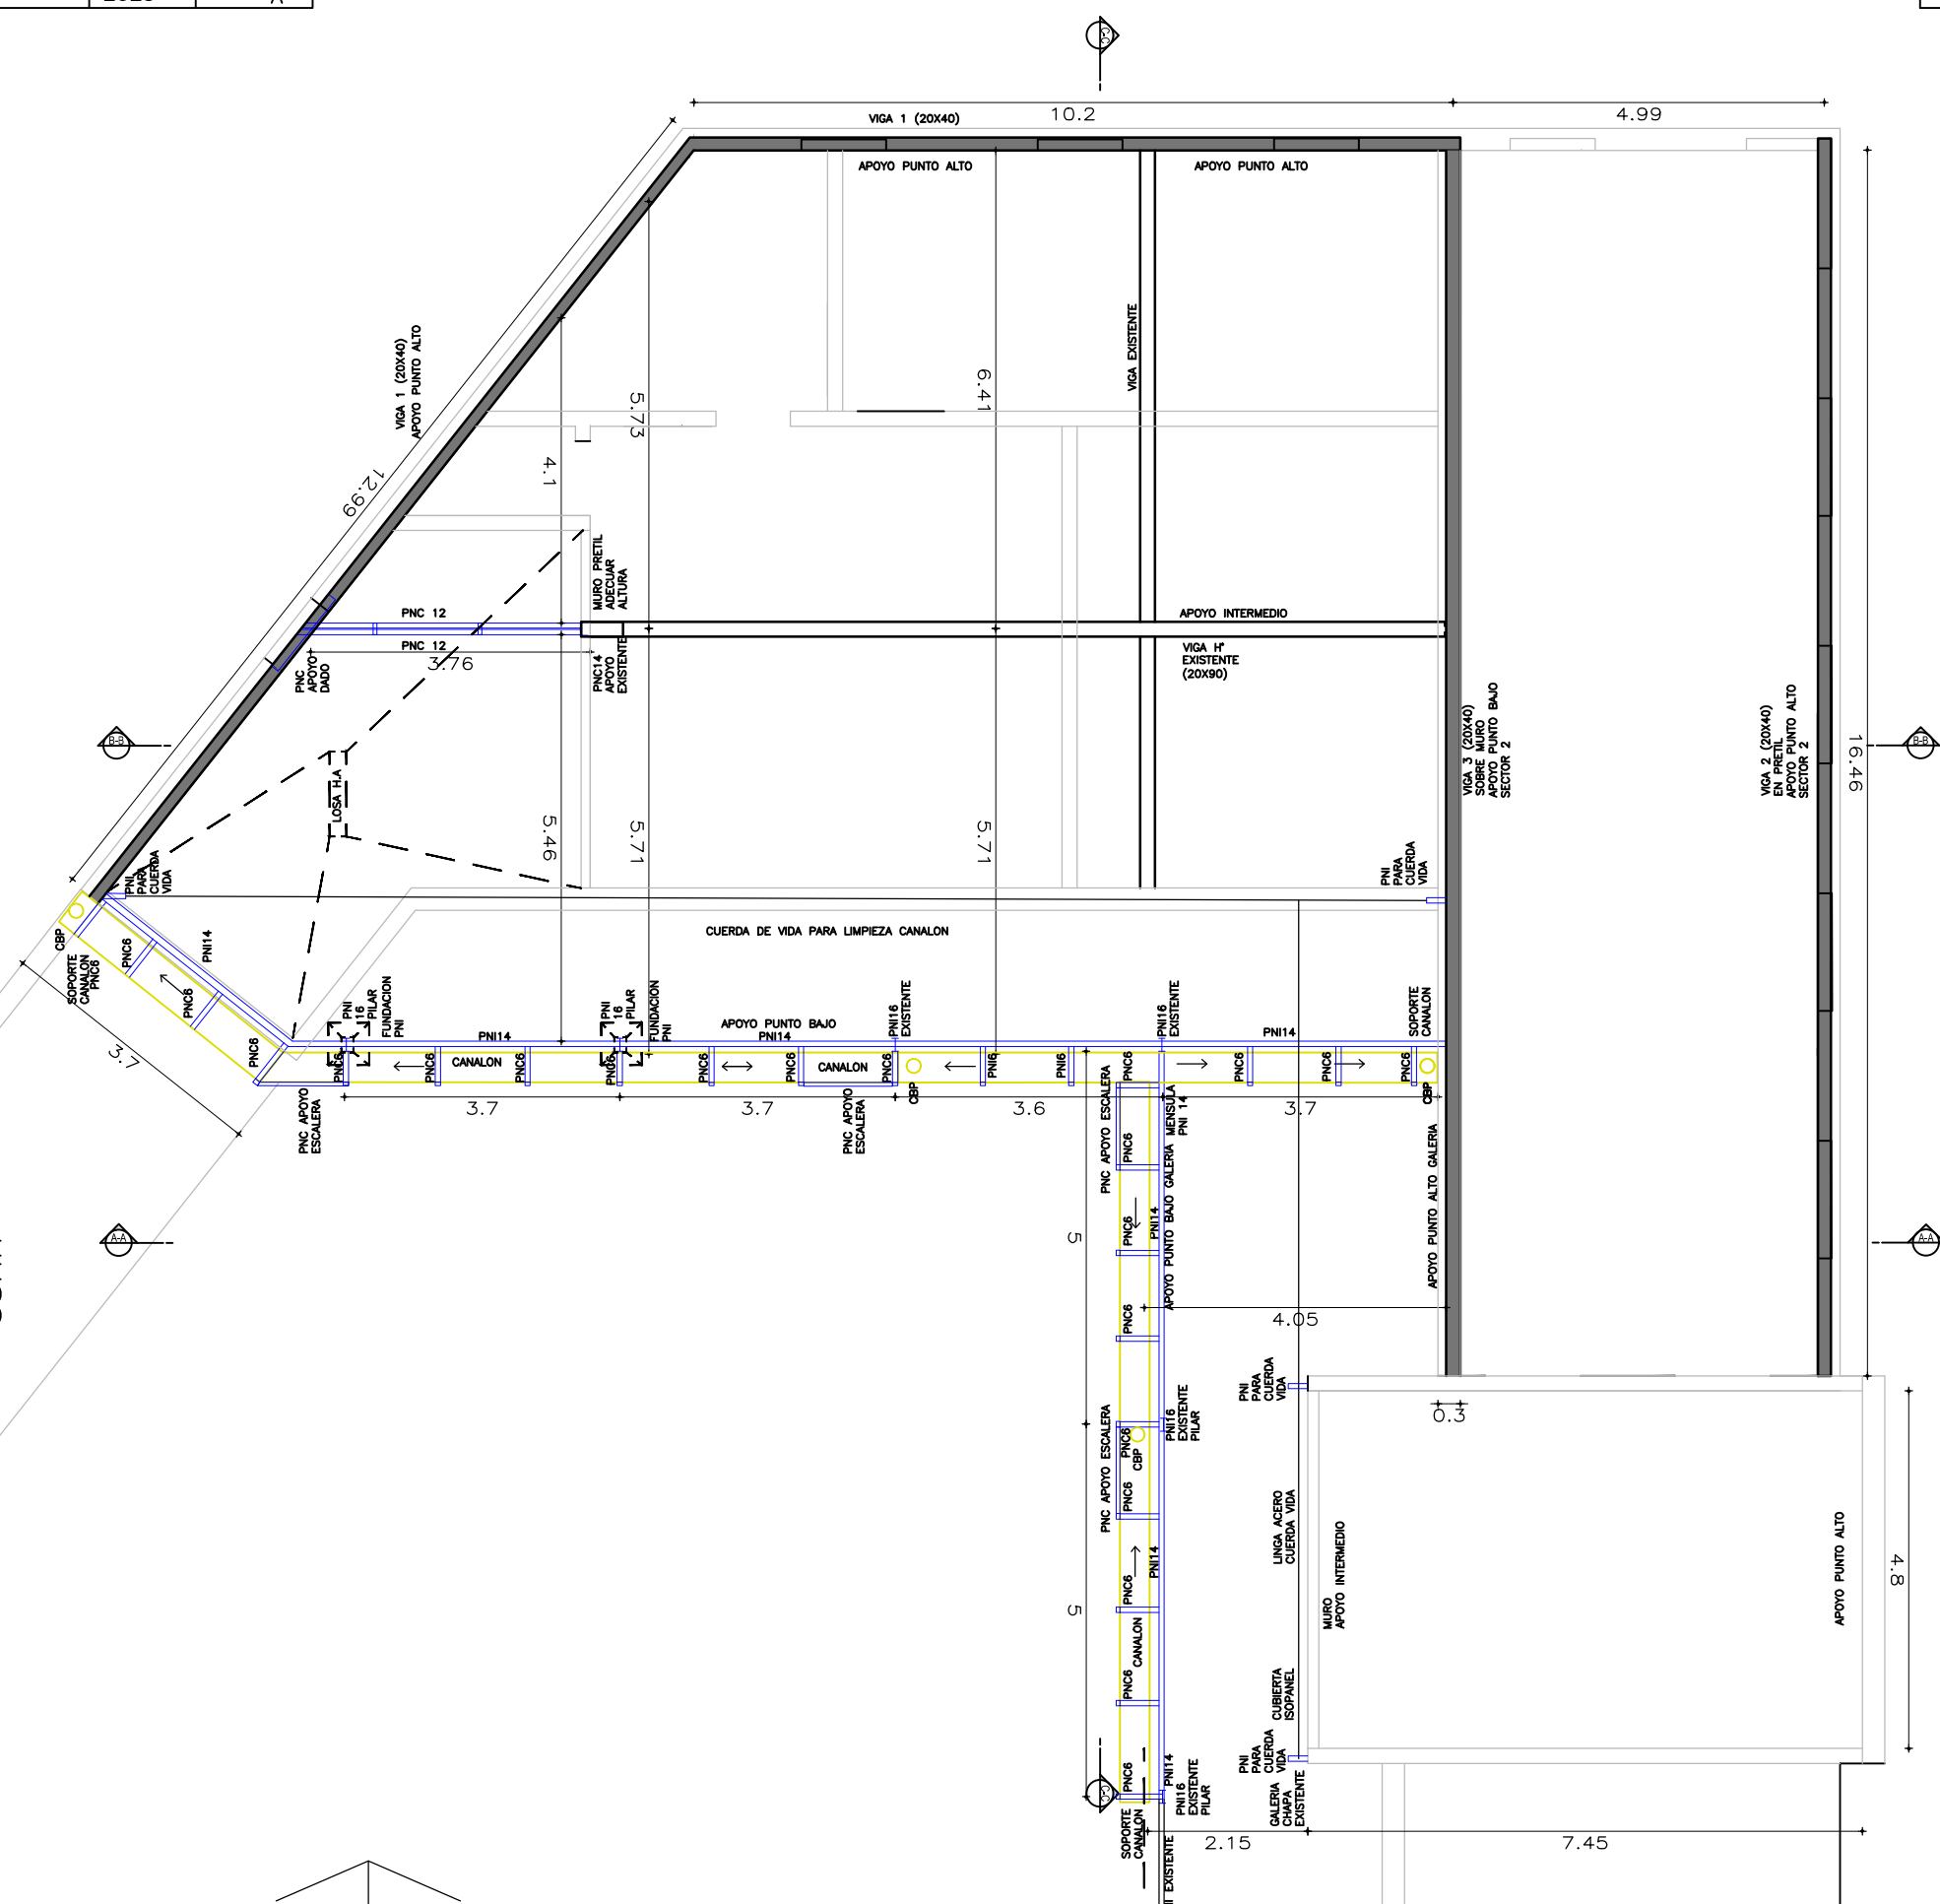 C-C
10.2
4.99
VIGA 1 (20X40)
APOYO PUNTO ALTO
APOYO PUNTO ALTO
VIGA EXISTENTE
VIGA 1 (20X40)
APOYO PUNTO ALTO
12.99
6.41
5.73
4.1
MURO PRETIL
ADECUAR
ALTURA
PNC 12
PNC 12
3.76
PNC
APOYO
DADO
PNC14
APOYO
EXISTENTE
APOYO INTERMEDIO
VIGA Hº
EXISTENTE
(20X90)
VIGA 3 (20X40)
SOBRE MURO
APOYO PUNTO BAJO
SECTOR 2
VIGA 2 (20X40)
EN PRETIL
APOYO PUNTO ALTO
SECTOR 2
16.46
B-B
B-B
LOSA H.A
5.46
5.71
5.71
PNI
PARA
CUERDA
VIDA
PNI
PARA
CUERDA
VIDA
CUERDA DE VIDA PARA LIMPIEZA CANALON
CBP
SOPORTE
CANALON
PNC6
PNC6
PNI14
PNC6
PNC6
3.7
PNI
16
PILAR
FUNDACION
PNI
PNI
16
PILAR
FUNDACION
PNI
APOYO PUNTO BAJO
PNI14
PNI14
PNI14
PNI16
EXISTENTE
PNI16
EXISTENTE
SOPORTE
CANALON
PNC6
PNC6
CANALON
PNC6
PNC6
PNC6
PNC6
CANALON
PNC6
CBP
PNI6
PNI6
PNC6
PNC6
PNC6
PNC6
CBP
3.7
3.7
3.6
3.7
PNC APOYO
ESCALERA
PNC APOYO
ESCALERA
PNC APOYO ESCALERA
MENSULA
PNI 14
PNC6
APOYO PUNTO BAJO GALERIA
APOYO PUNTO ALTO GALERIA
A-A
A-A
5
PNC6
PNI14
4.05
PNC6
PNI
PARA
CUERDA
VIDA
0.3
PNC APOYO ESCALERA
PNC6
CBP
PNI16
EXISTENTE
PILAR
PNC6
LINGA ACERO
CUERDA VIDA
MURO
APOYO INTERMEDIO
APOYO PUNTO ALTO
4.8
PNI14
PNC6
5
CANALON
PNC6
CUBIERTA
ISOPANEL
PNI
PARA
CUERDA
VIDA
PNC6
C-C
PNI14
PNI16
EXISTENTE
PILAR
GALERIA
CHAPA
EXISTENTE
SOPORTE
CANALON
2.15
7.45
EXISTENTE